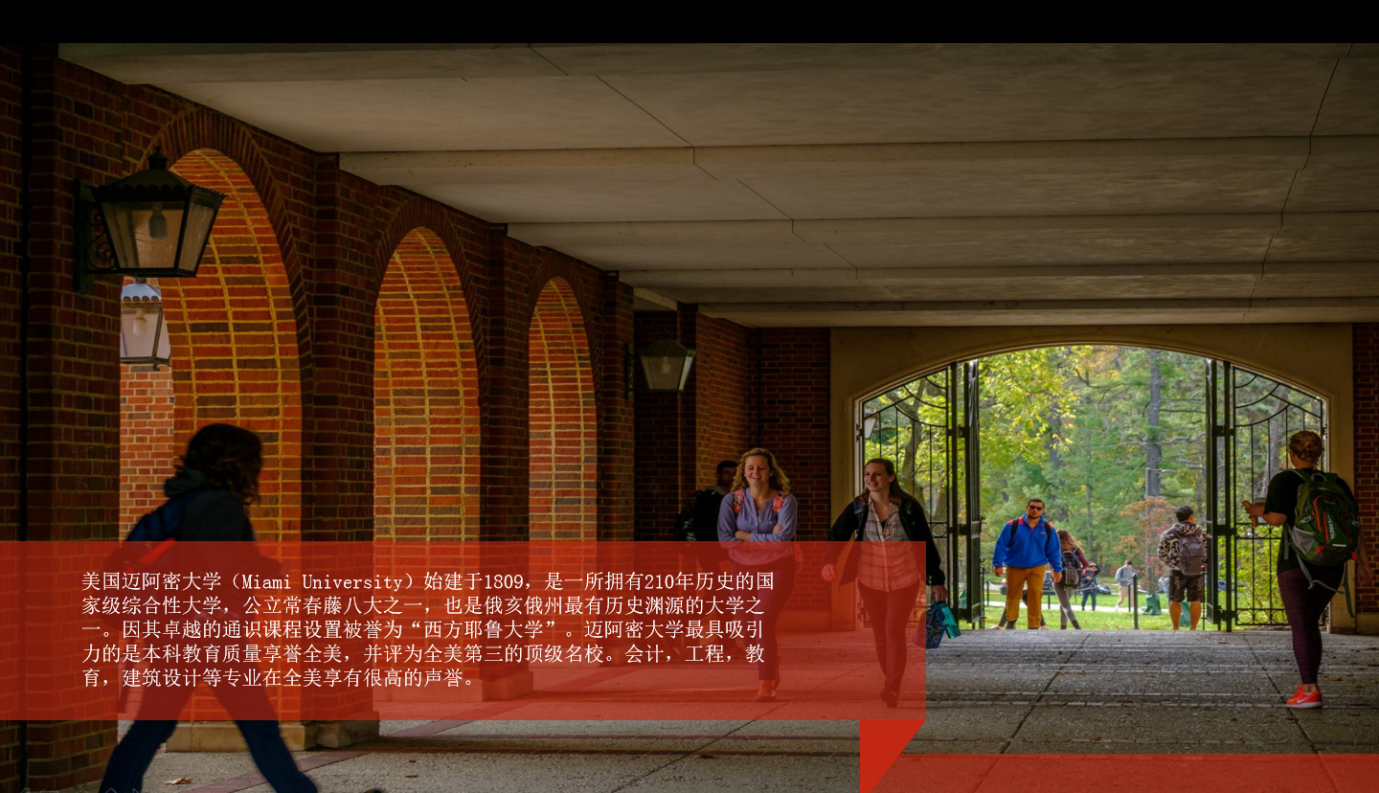 美国迈阿密大学（Miami University）始建于1809，是一所拥有210年历史的国
家级综合性大学，公立常春藤八大之一，也是俄亥俄州最有历史渊源的大学之
一。因其卓越的通识课程设置被誉为“西方耶鲁大学”。迈阿密大学最具吸引
力的是本科教育质量享誉全美，并评为全美第三的顶级名校。会计，工程，教
育，建筑设计等专业在全美享有很高的声誉。